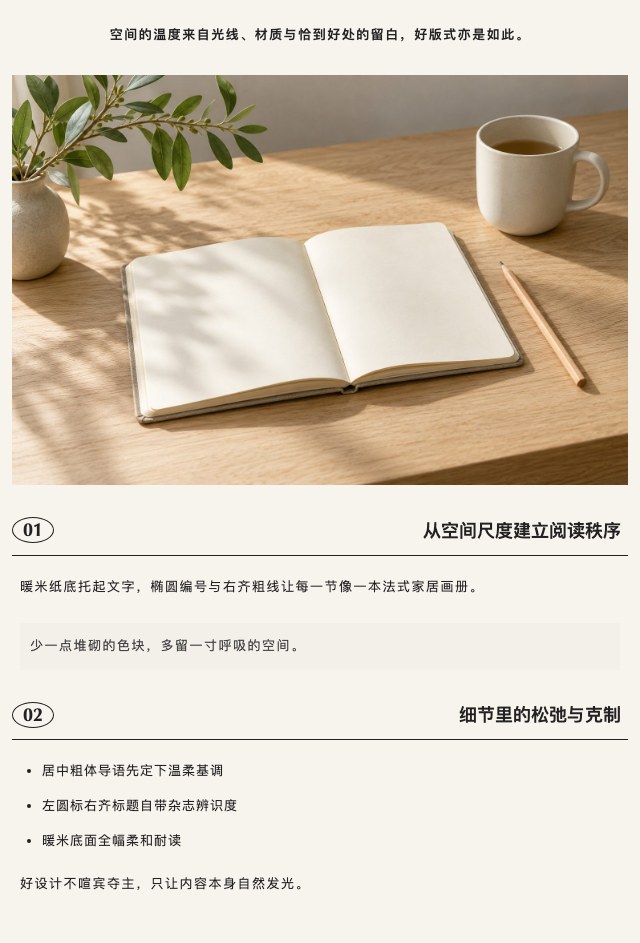 空间的温度来自光线、材质与恰到好处的留白，好版式亦是如此。
01
从空间尺度建立阅读秩序
暖米纸底托起文字，椭圆编号与右齐粗线让每一节像一本法式家居画册。
少一点堆砌的色块，多留一寸呼吸的空间。
02
细节里的松弛与克制
• 居中粗体导语先定下温柔基调
• 左圆标右齐标题自带杂志辨识度
• 暖米底面全幅柔和耐读
好设计不喧宾夺主，只让内容本身自然发光。